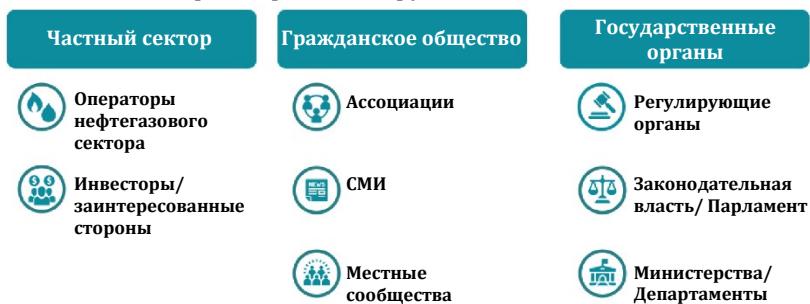 Частный сектор
Операторы
нефтегазового
сектора
Инвесторы/
заинтересованные
стороны
Гражданское общество
Ассоциации
NEWS
СМИ
Местные
сообщества
Государственные
органы
Регулирующие
органы
Законодательная
власть/ Парламент
Министерства/
Департаменты